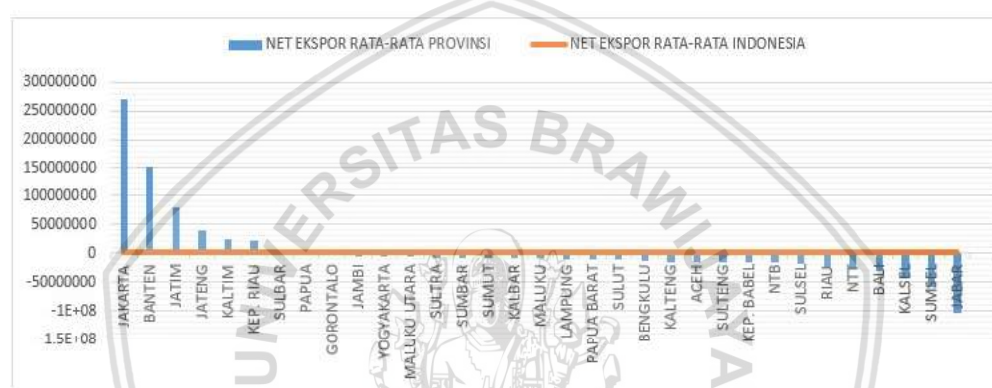 NET EKSPOR RATA-RATA PROVINSI
NET EKSPOR RATA-RATA INDONESIA
300000000
250000000
200000000
150000000
100000000
50000000
0
-50000000
-1E+08
1.5E+08
JAKARTA
BANTEN
JATIM
JATENG
KALTIM
KEP. RIAU
SULBAR
PAPUA
GORONTALO
JAMBI
YOGYAKARTA
MALUKU UTARA
SULTRA
SUMBAR
SUMUT
KALBAR
MALUKU
LAMPUNG
PAPUA BARAT
SULUT
BENGKULU
KALTENG
ACEH
SULTENG
KEP. BABEL
NTB
SULSEL
RIAU
NTT
BALI
KALSEL
SUMSEL
JABAR
UNIVERSITAS BRAWIJAYA